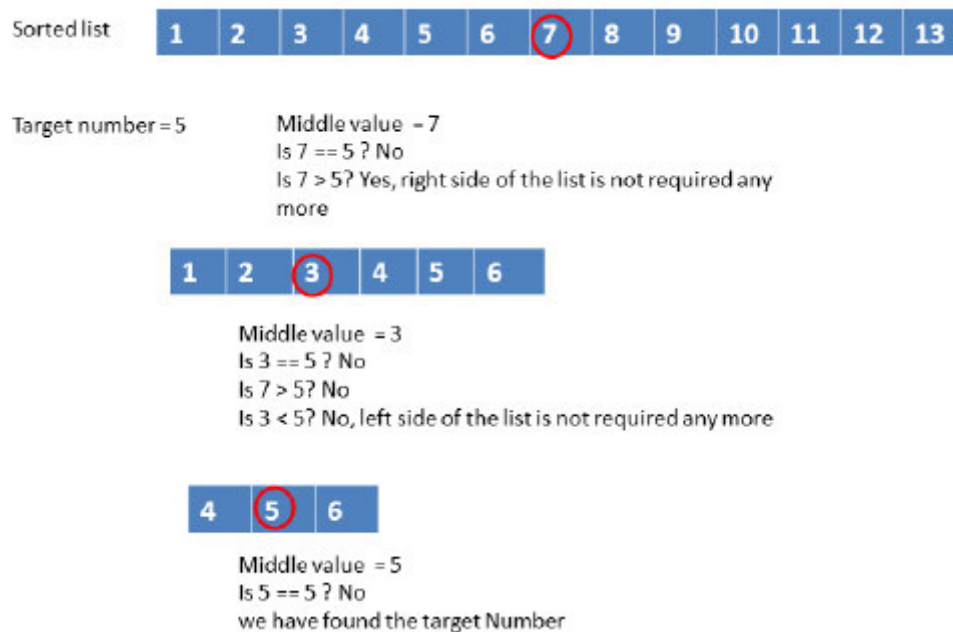 Sorted list 1 2 3 4 5 6 7 8 9 10 11 12 13
Target number = 5
Middle value = 7
Is 7 == 5 ? No
Is 7 > 5? Yes, right side of the list is not required any
more
1 2 3 4 5 6
Middle value = 3
Is 3 == 5 ? No
Is 7 > 5? No
Is 3 < 5? No, left side of the list is not required any more
4 5 6
Middle value = 5
Is 5 == 5 ? No
we have found the target Number